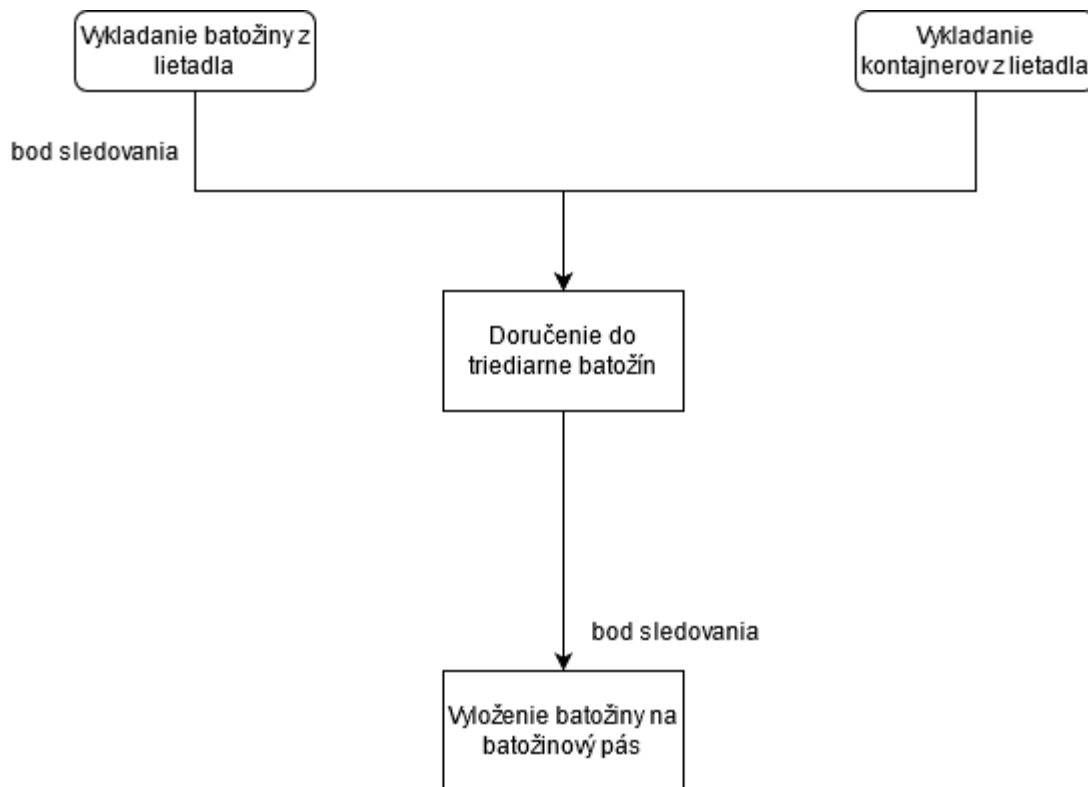 Vykladanie batožiny z
lietadla
Vykladanie
kontajnerov z lietadla
bod sledovania
Doručenie do
triediarne batožín
bod sledovania
Vyloženie batožiny na
batožinový pás